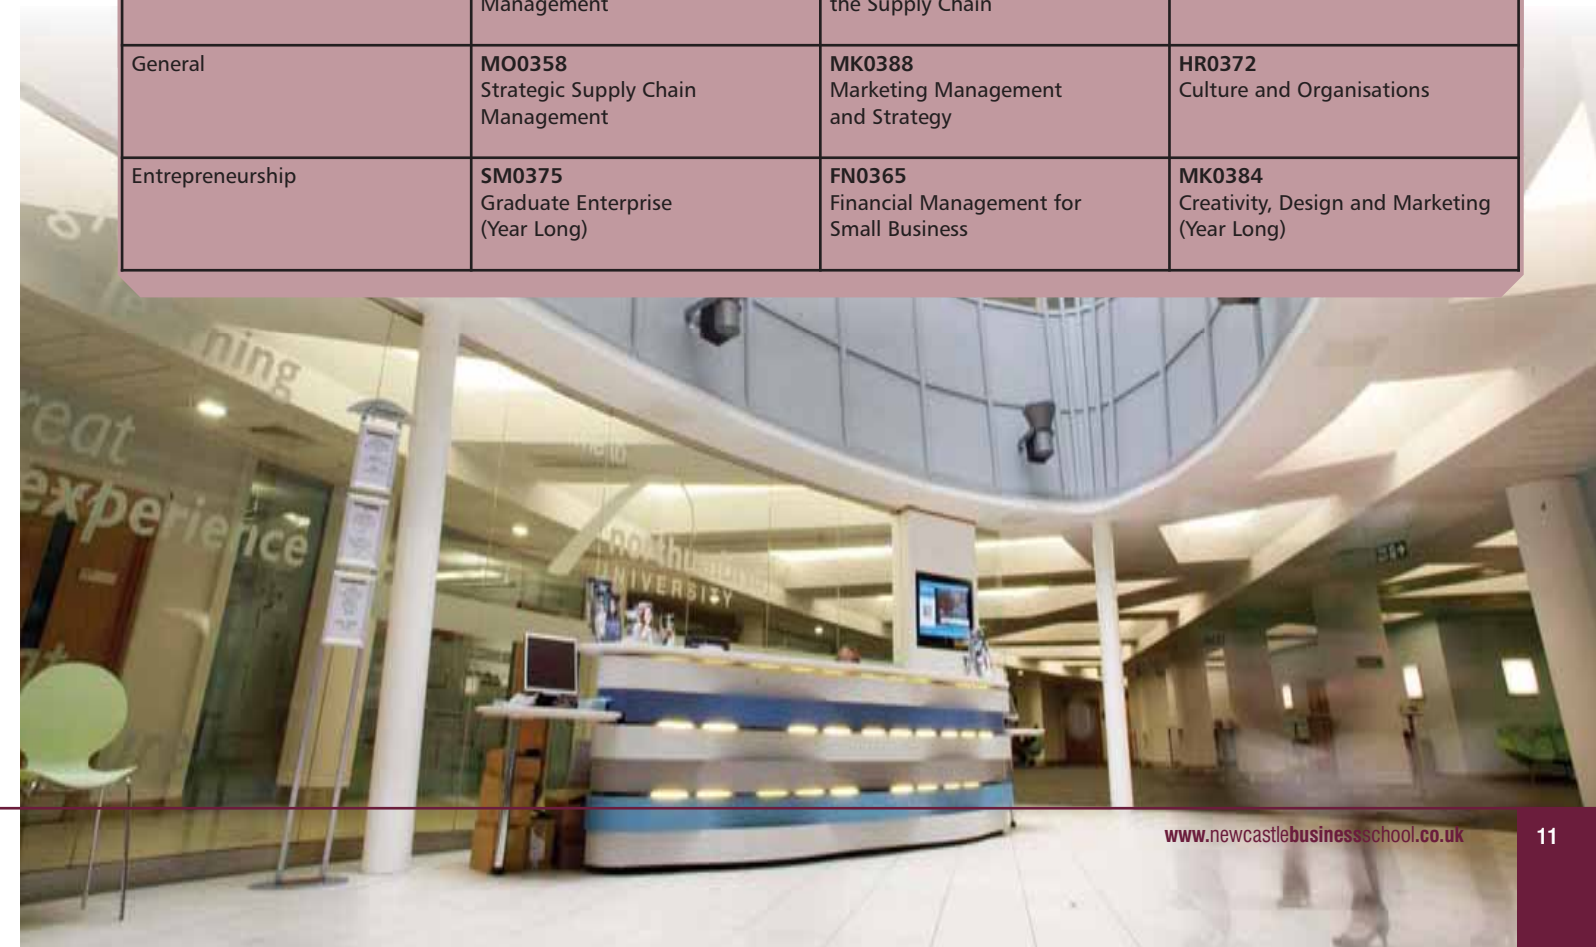 Management
the Supply Chain
General
MO0358
Strategic Supply Chain
Management
MK0388
Marketing Management
and Strategy
HR0372
Culture and Organisations
Entrepreneurship
SM0375
Graduate Enterprise
(Year Long)
FN0365
Financial Management for
Small Business
MK0384
Creativity, Design and Marketing
(Year Long)
ning
reat
experience
UNIVERSITY
www.newcastlebusinessschool.co.uk
11